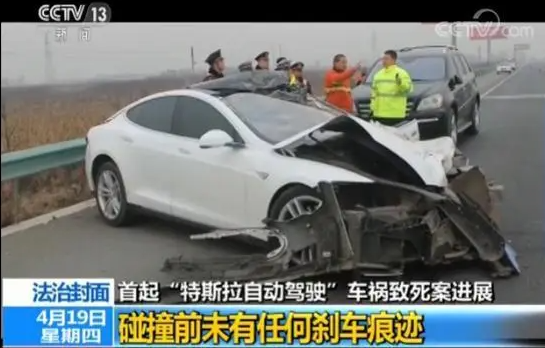 CCTV 13
新闻
CCTV.com
法治封面
首起“特斯拉自动驾驶”车祸致死案进展
4月19日
星期四
碰撞前未有任何刹车痕迹